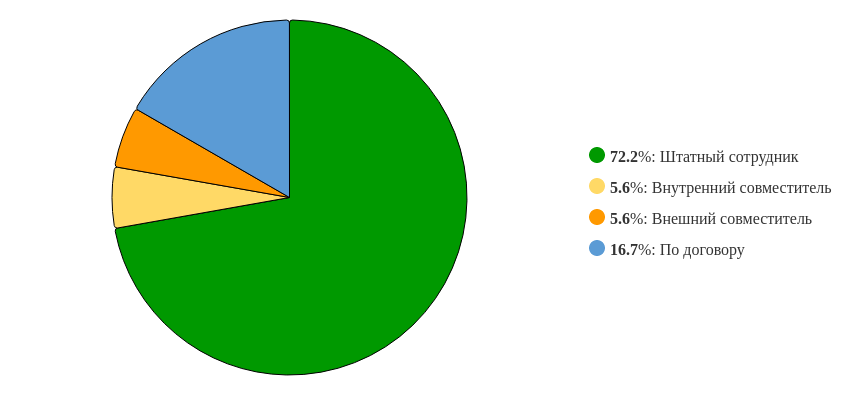 72.2%: Штатный сотрудник
5.6%: Внутренний совместитель
5.6%: Внешний совместитель
16.7%: По договору